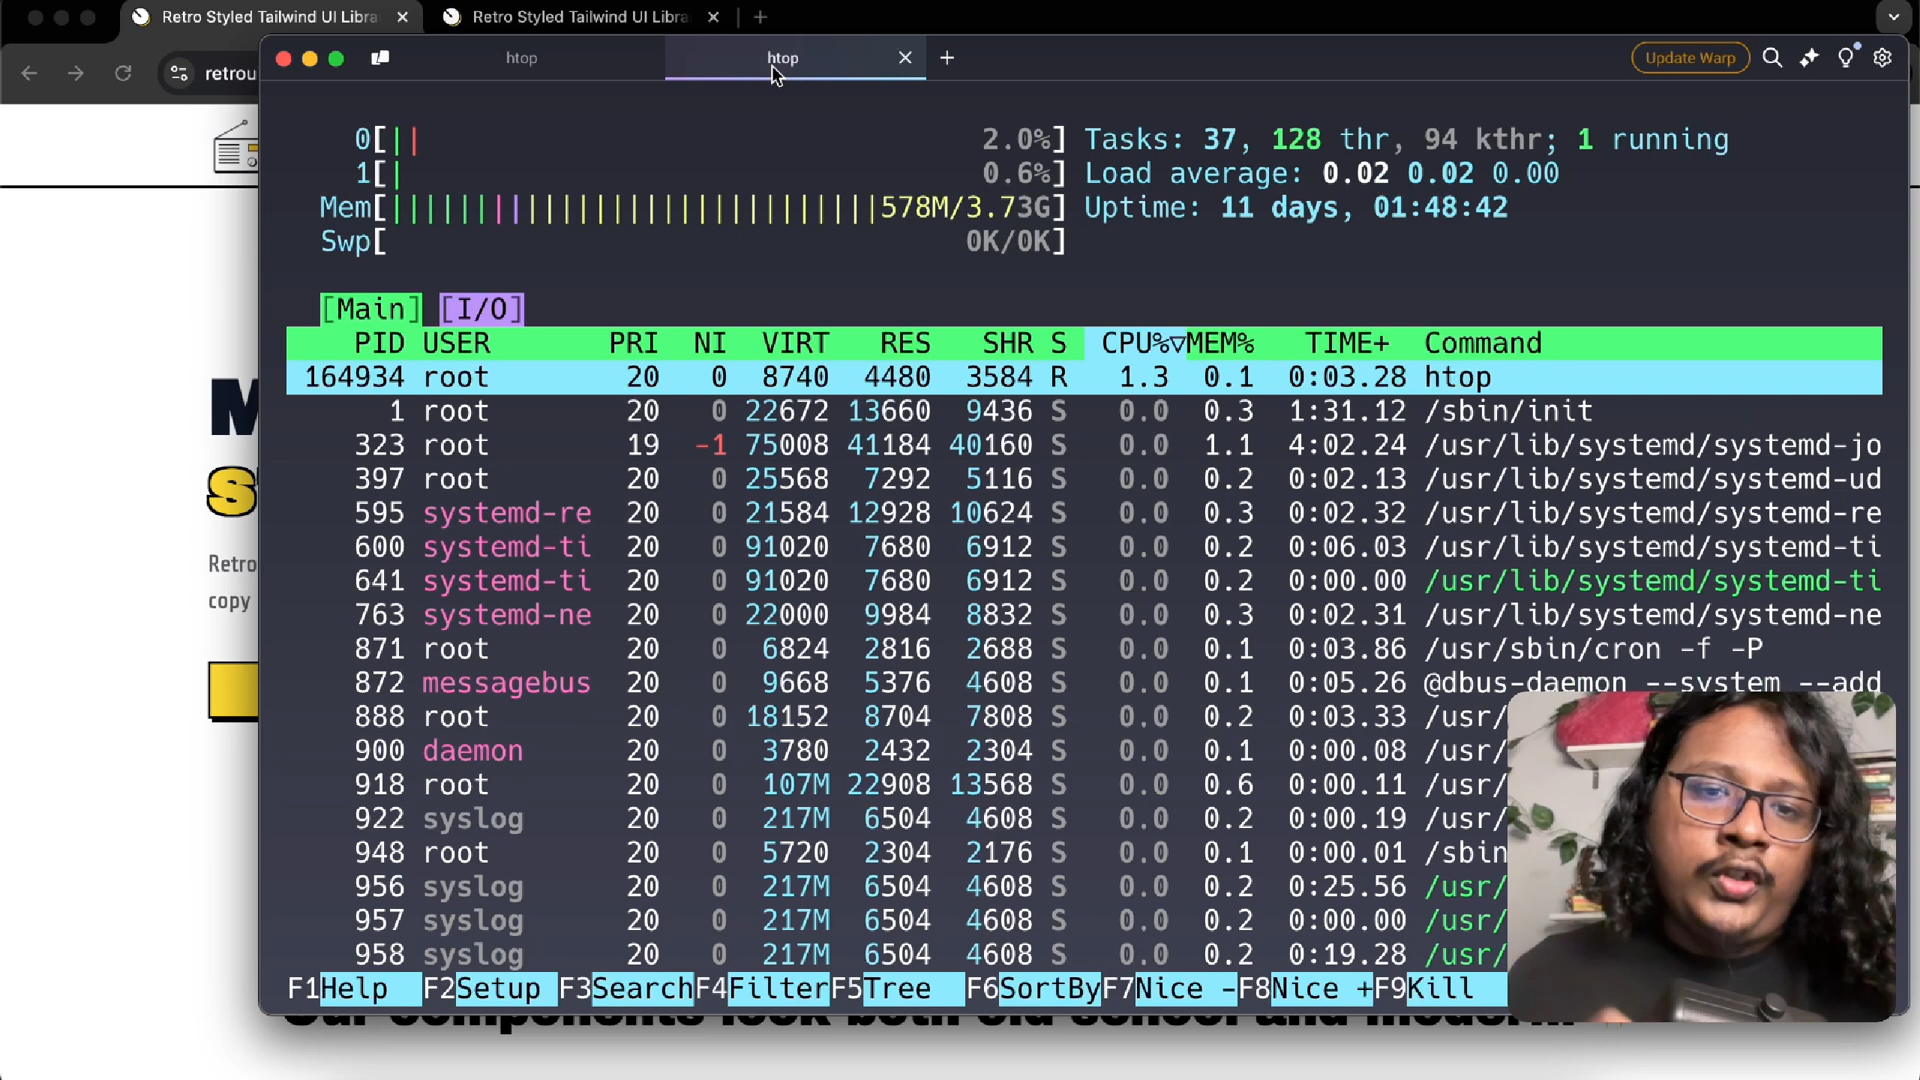 Retro Styled Tailwind UI Libra
Retro Styled Tailwind UI Libra
retrou
htop
htop
Update Warp
0[|| 2.0%] Tasks: 37, 128 thr, 94 kthr; 1 running
1[| 0.6%] Load average: 0.02 0.02 0.00
Mem[||||||||||||||||||||||||||||578M/3.73G] Uptime: 11 days, 01:48:42
Swp[ 0K/0K]
[Main] [I/O]
PID USER PRI NI VIRT RES SHR S CPU%▽MEM% TIME+ Command
164934 root 20 0 8740 4480 3584 R 1.3 0.1 0:03.28 htop
1 root 20 0 22672 13660 9436 S 0.0 0.3 1:31.12 /sbin/init
323 root 19 -1 75008 41184 40160 S 0.0 1.1 4:02.24 /usr/lib/systemd/systemd-jo
397 root 20 0 25568 7292 5116 S 0.0 0.2 0:02.13 /usr/lib/systemd/systemd-ud
595 systemd-re 20 0 21584 12928 10624 S 0.0 0.3 0:02.32 /usr/lib/systemd/systemd-re
600 systemd-ti 20 0 91020 7680 6912 S 0.0 0.2 0:06.03 /usr/lib/systemd/systemd-ti
641 systemd-ti 20 0 91020 7680 6912 S 0.0 0.2 0:00.00 /usr/lib/systemd/systemd-ti
763 systemd-ne 20 0 22000 9984 8832 S 0.0 0.3 0:02.31 /usr/lib/systemd/systemd-ne
871 root 20 0 6824 2816 2688 S 0.0 0.1 0:03.86 /usr/sbin/cron -f -P
872 messagebus 20 0 9668 5376 4608 S 0.0 0.1 0:05.26 @dbus-daemon --system --add
888 root 20 0 18152 8704 7808 S 0.0 0.2 0:03.33 /usr/
900 daemon 20 0 3780 2432 2304 S 0.0 0.1 0:00.08 /usr/
918 root 20 0 107M 22908 13568 S 0.0 0.6 0:00.11 /usr/
922 syslog 20 0 217M 6504 4608 S 0.0 0.2 0:00.19 /usr/
948 root 20 0 5720 2304 2176 S 0.0 0.1 0:00.01 /sbin
956 syslog 20 0 217M 6504 4608 S 0.0 0.2 0:25.56 /usr/
957 syslog 20 0 217M 6504 4608 S 0.0 0.2 0:00.00 /usr/
958 syslog 20 0 217M 6504 4608 S 0.0 0.2 0:19.28 /usr/
F1Help F2Setup F3SearchF4FilterF5Tree F6SortByF7Nice -F8Nice +F9Kill
M
S
Retro
copy
Our components look both old school and modern